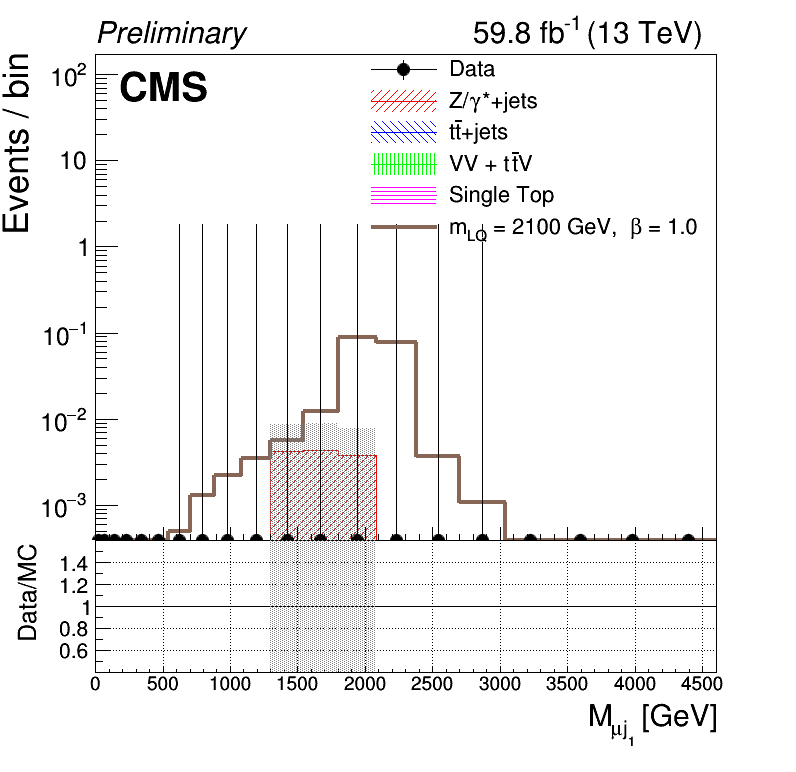 Preliminary 59.8 fb⁻¹ (13 TeV)
CMS
Data
Z/γ*+jets
tt̄+jets
VV + tt̄V
Single Top
m_LQ = 2100 GeV, β = 1.0
Events / bin
10²
10
1
10⁻¹
10⁻²
10⁻³
Data/MC
1.4
1.2
1
0.8
0.6
0 500 1000 1500 2000 2500 3000 3500 4000 4500
M_μj₁ [GeV]